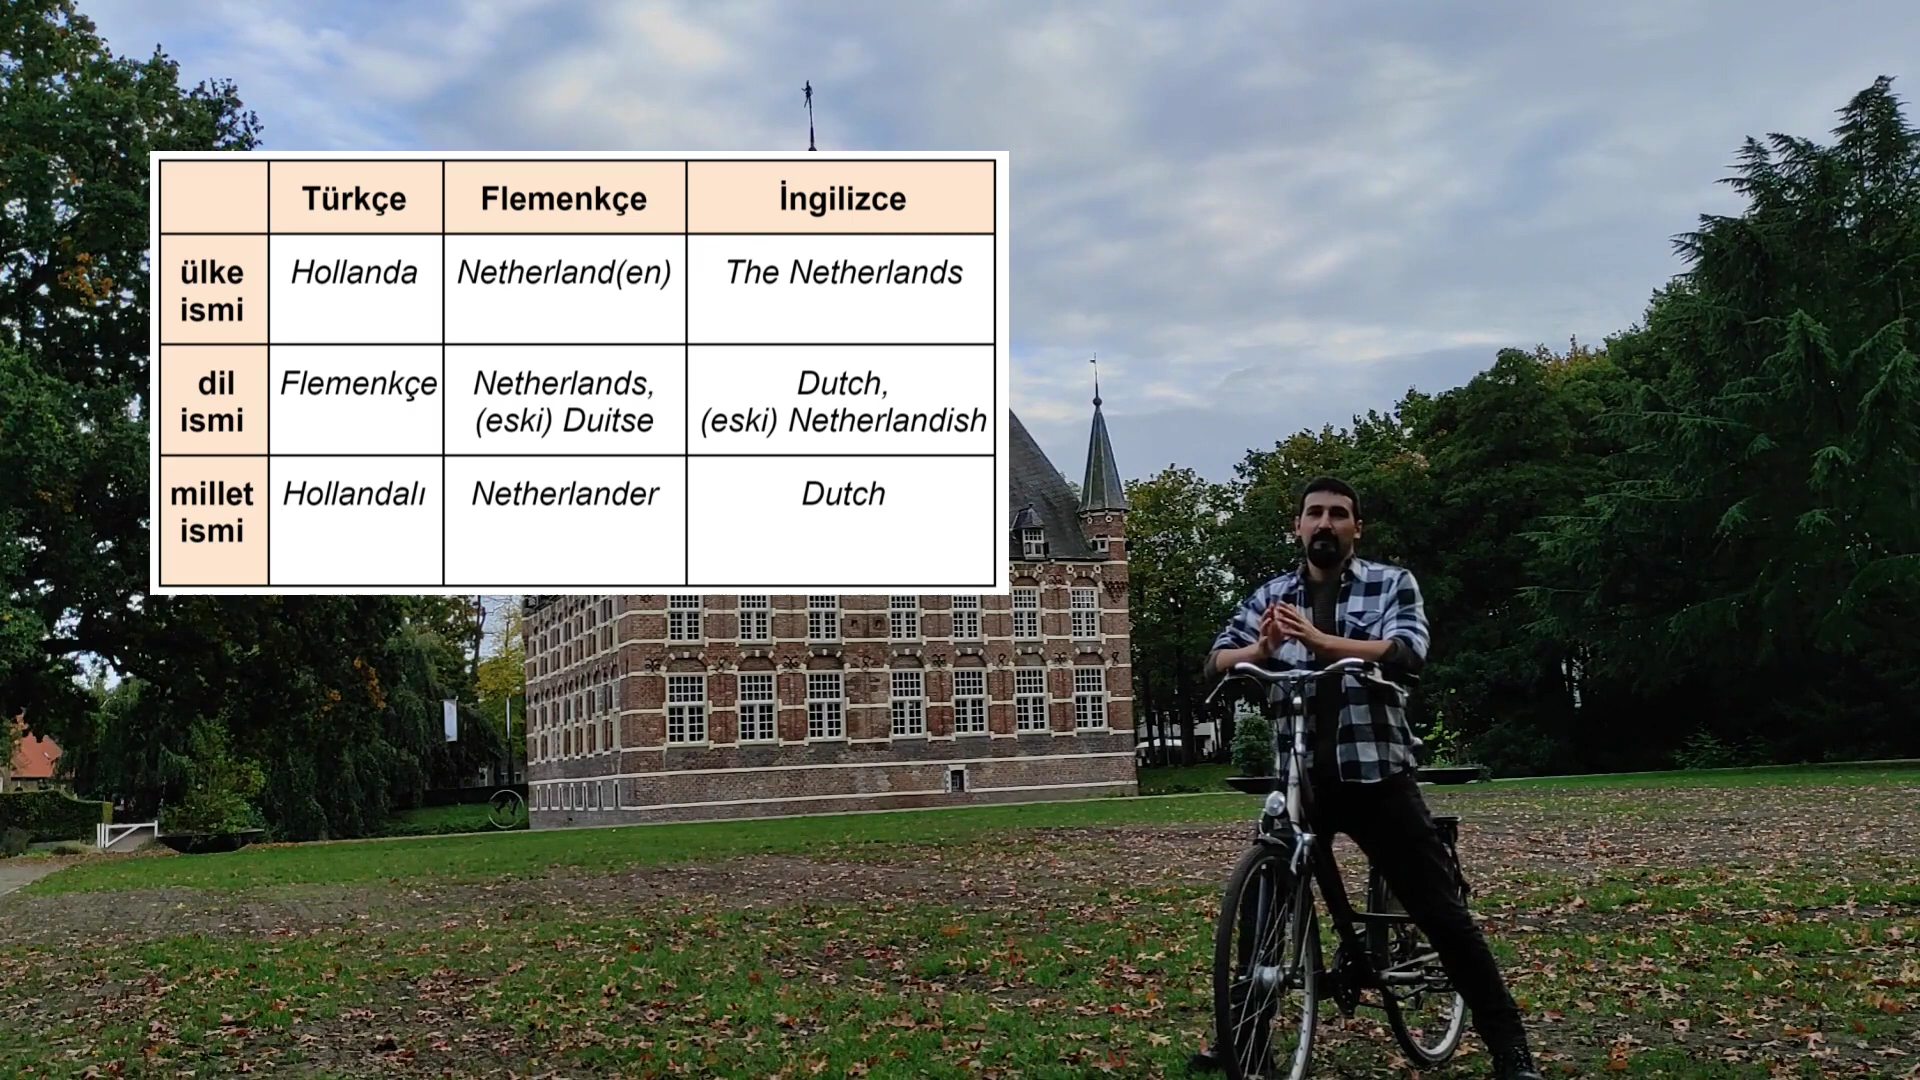 Türkçe Flemenkçe İngilizce
ülke ismi Hollanda Netherland(en) The Netherlands
dil ismi Flemenkçe Netherlands, (eski) Duitse Dutch, (eski) Netherlandish
millet ismi Hollandalı Netherlander Dutch